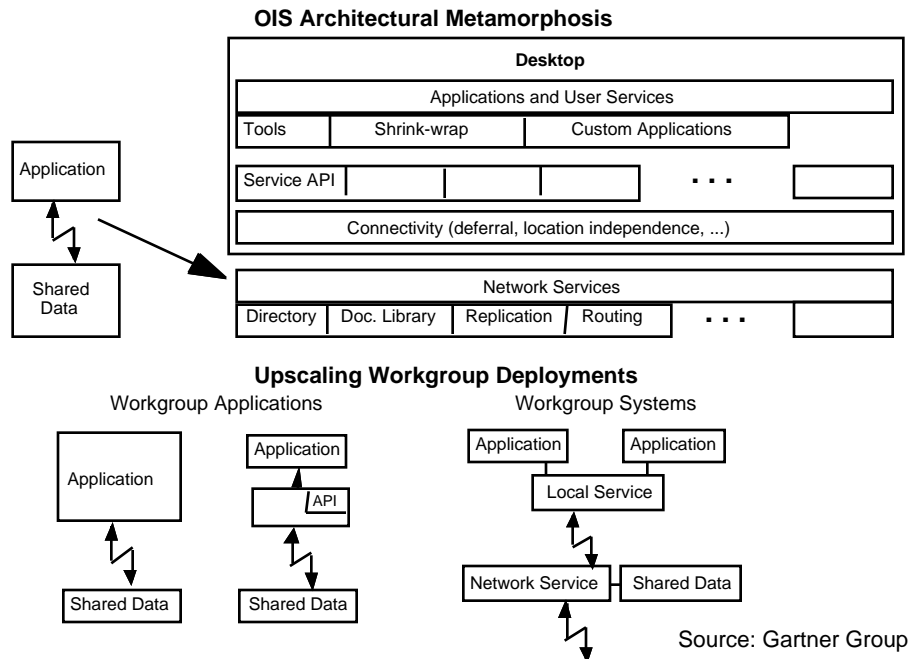 OIS Architectural Metamorphosis
Desktop
Applications and User Services
Tools Shrink-wrap Custom Applications
Application
Service API . . .
Connectivity (deferral, location independence, ...)
Shared
Data
Network Services
Directory Doc. Library Replication Routing . . .
Upscaling Workgroup Deployments
Workgroup Applications Workgroup Systems
Application Application Application
Application
API
Local Service
Network Service Shared Data
Shared Data Shared Data
Source: Gartner Group